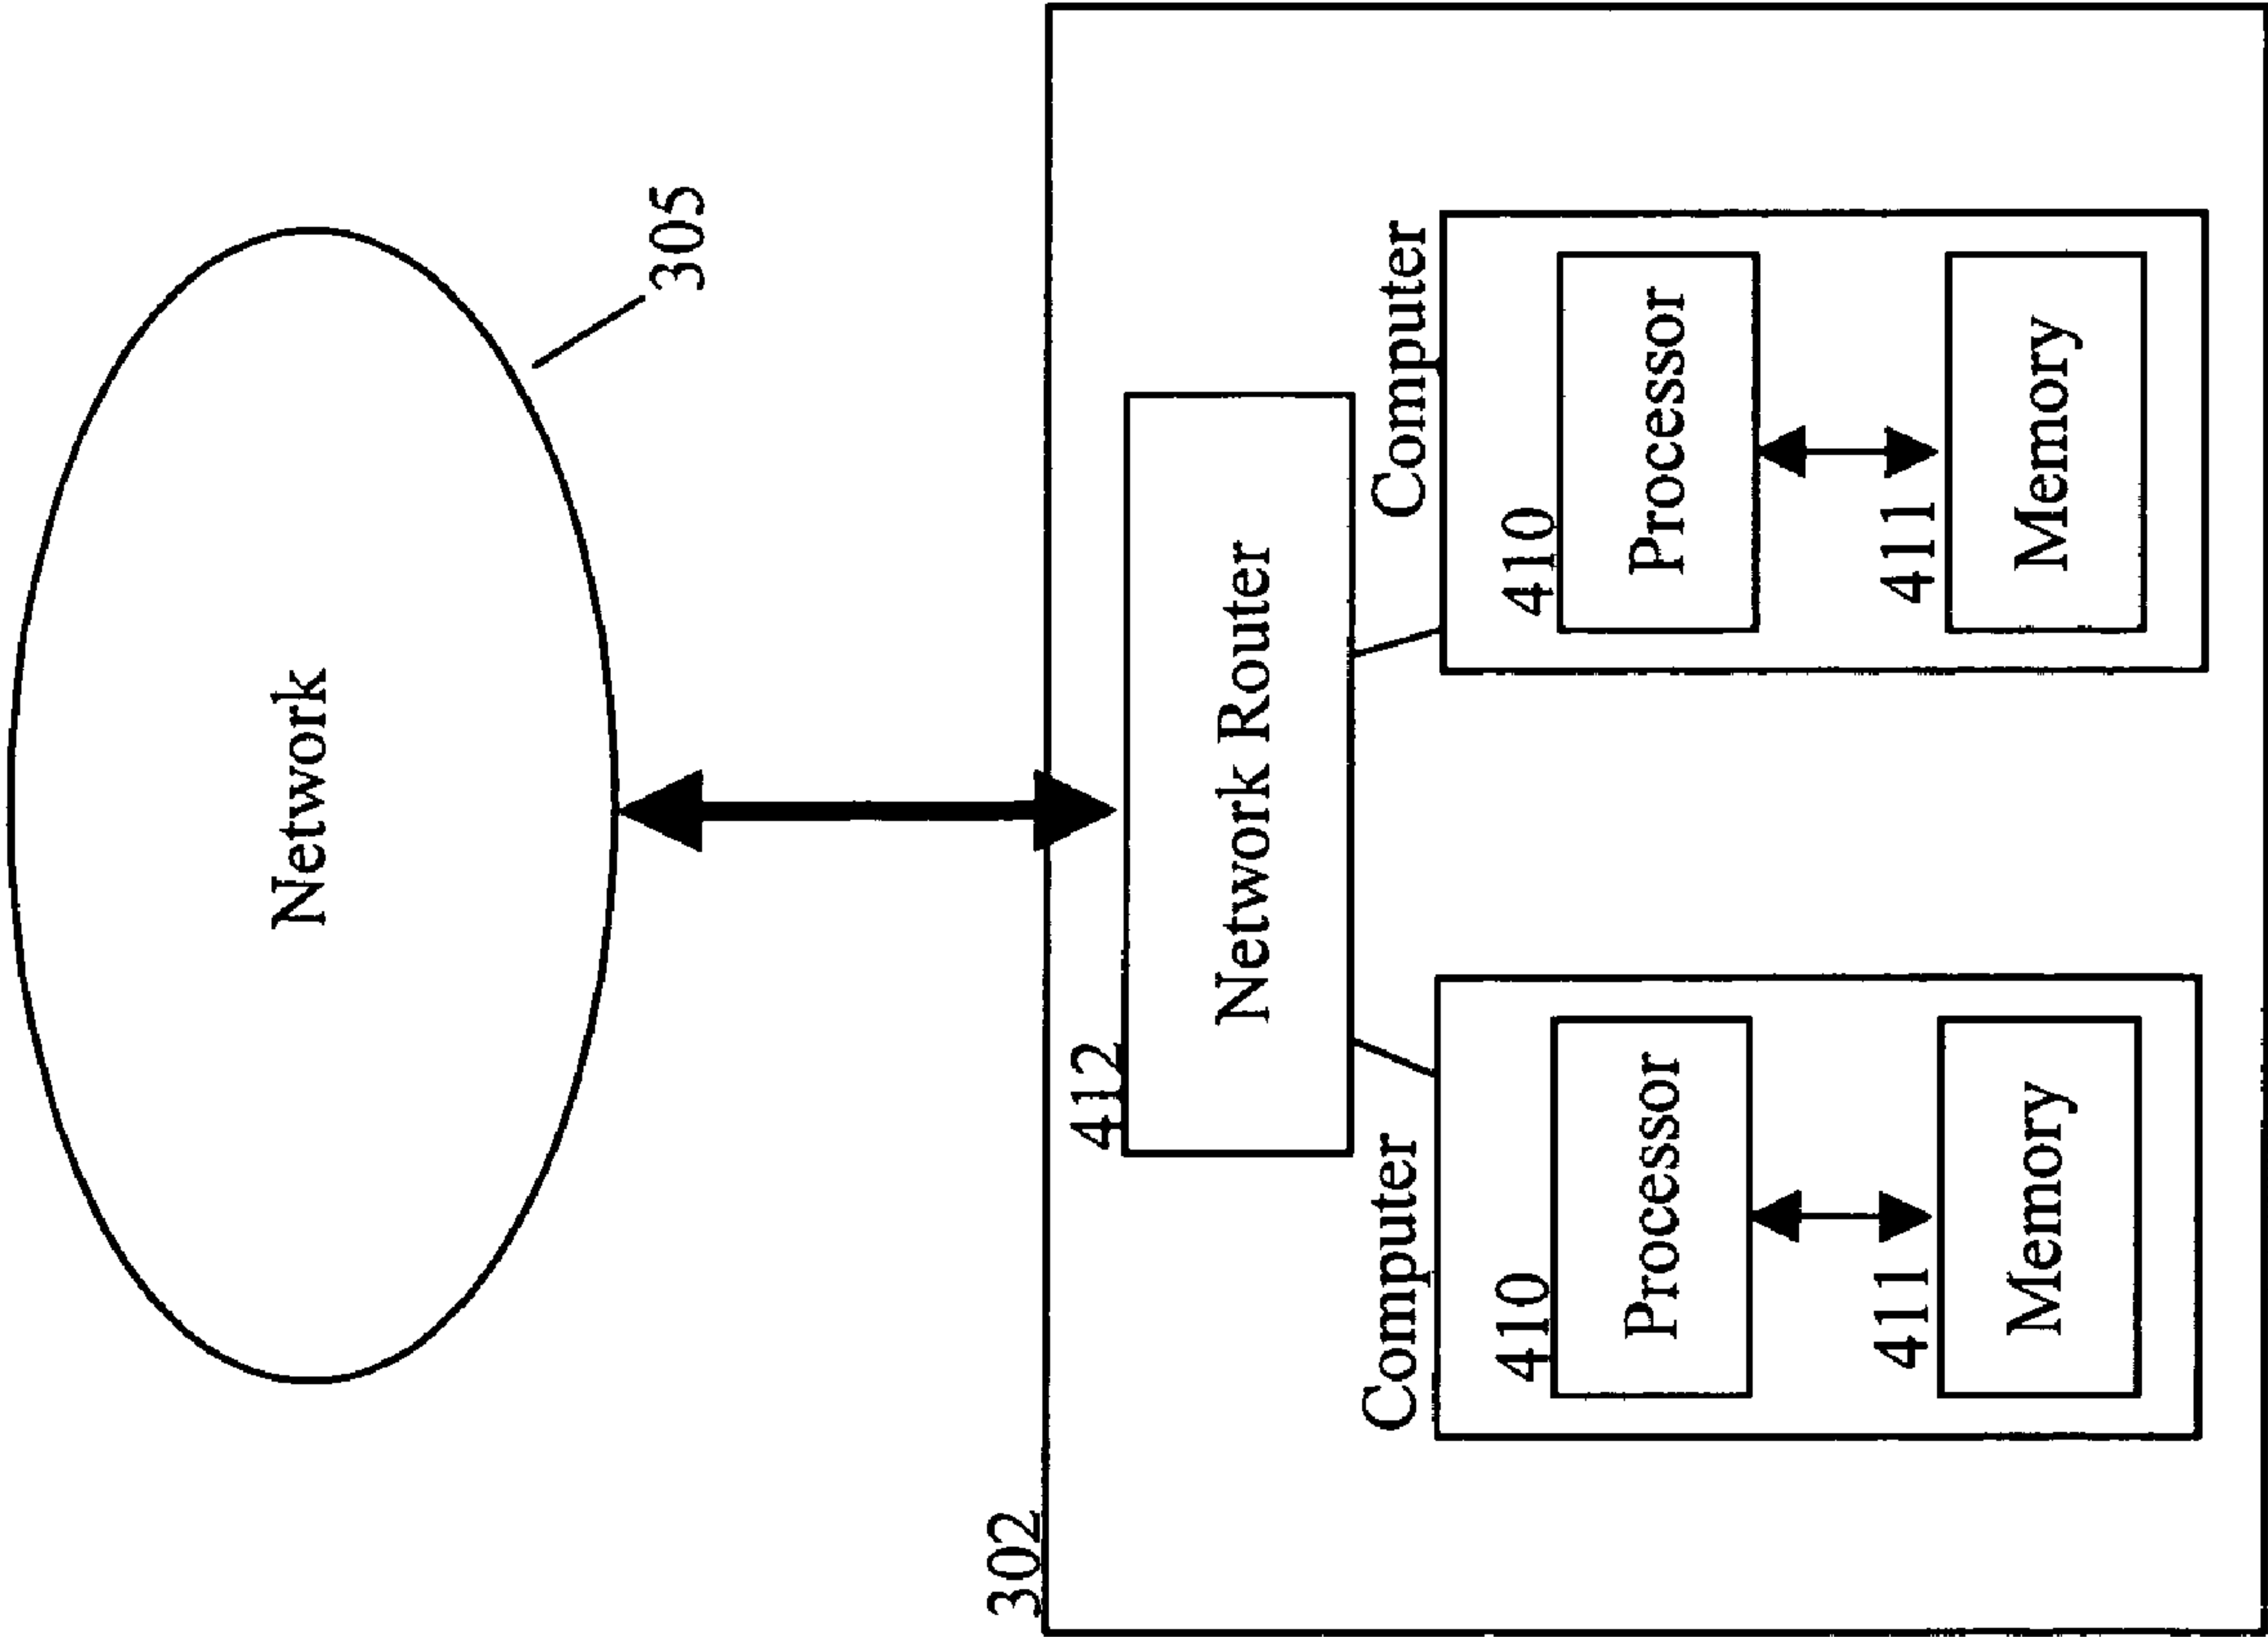 Network
305
302
412
Network Router
Computer
Computer
410
410
Processor
Processor
411
411
Memory
Memory